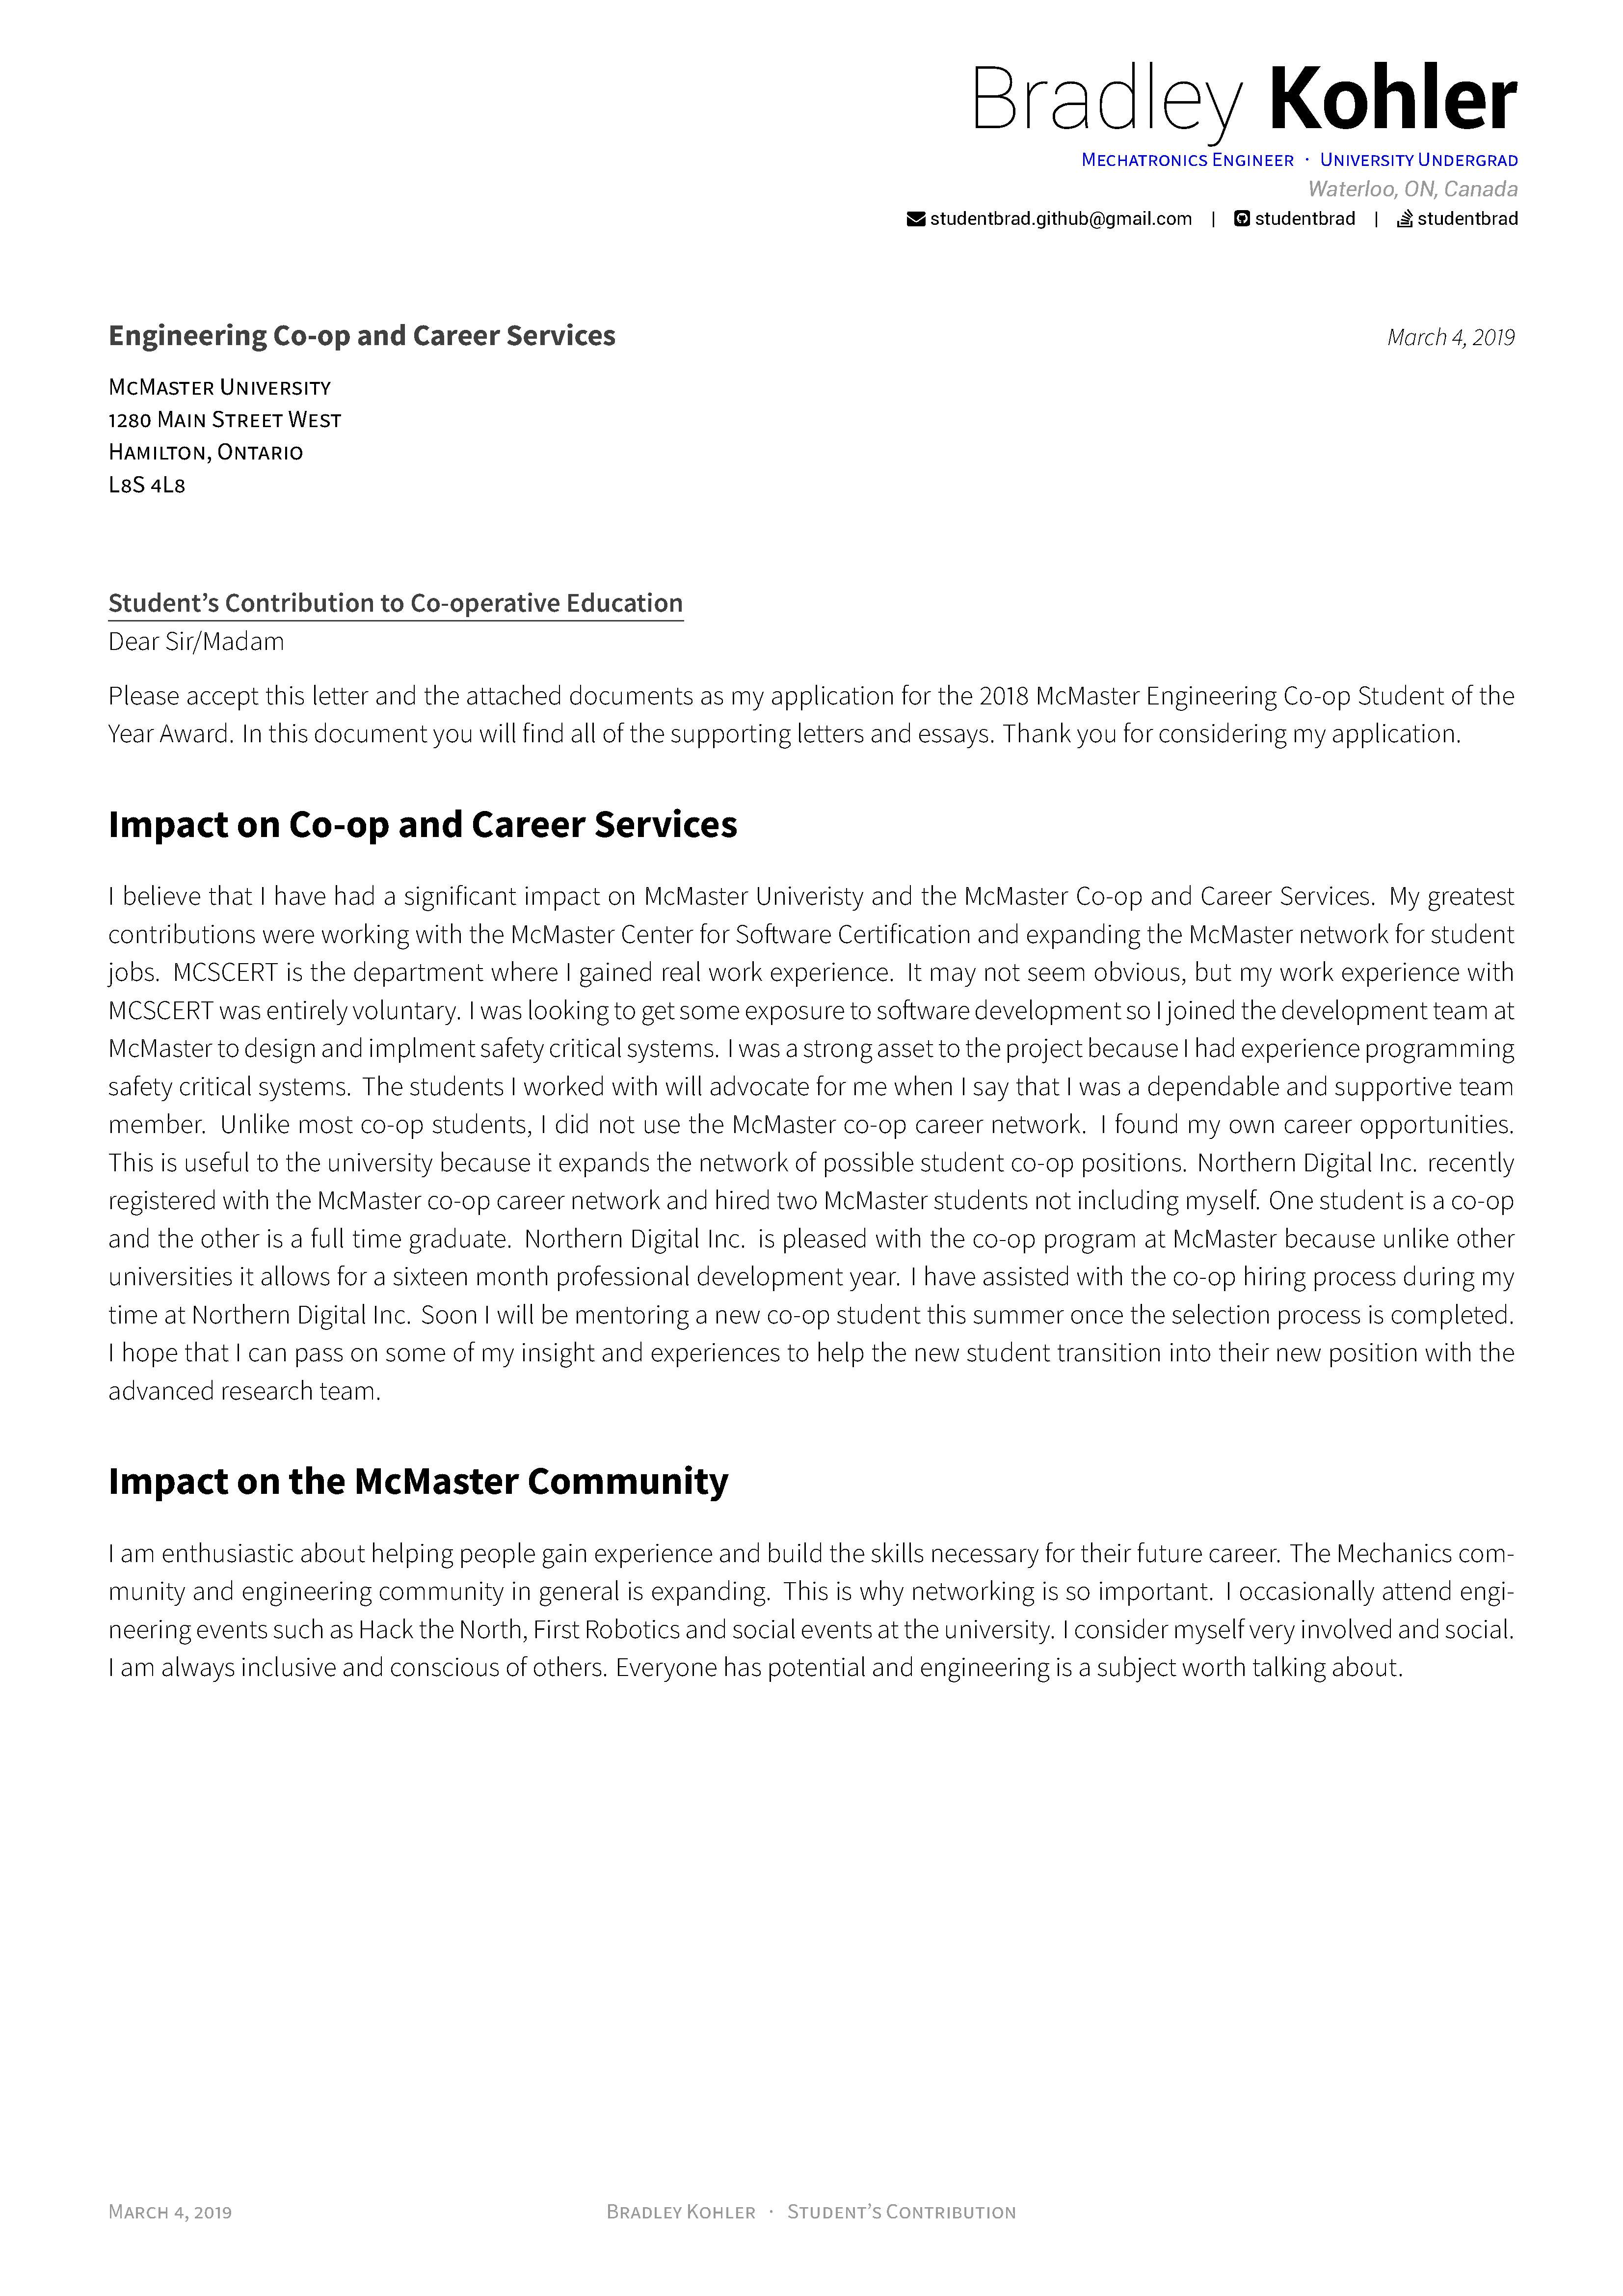 Bradley Kohler
Mechatronics Engineer · University Undergrad
Waterloo, ON, Canada
studentbrad.github@gmail.com | studentbrad | studentbrad
Engineering Co-op and Career Services
March 4, 2019
McMaster University
1280 Main Street West
Hamilton, Ontario
L8S 4L8
Student’s Contribution to Co-operative Education
Dear Sir/Madam
Please accept this letter and the attached documents as my application for the 2018 McMaster Engineering Co-op Student of the
Year Award. In this document you will find all of the supporting letters and essays. Thank you for considering my application.
Impact on Co-op and Career Services
I believe that I have had a significant impact on McMaster Univeristy and the McMaster Co-op and Career Services. My greatest
contributions were working with the McMaster Center for Software Certification and expanding the McMaster network for student
jobs. MCSCERT is the department where I gained real work experience. It may not seem obvious, but my work experience with
MCSCERT was entirely voluntary. I was looking to get some exposure to software development so I joined the development team at
McMaster to design and implment safety critical systems. I was a strong asset to the project because I had experience programming
safety critical systems. The students I worked with will advocate for me when I say that I was a dependable and supportive team
member. Unlike most co-op students, I did not use the McMaster co-op career network. I found my own career opportunities.
This is useful to the university because it expands the network of possible student co-op positions. Northern Digital Inc. recently
registered with the McMaster co-op career network and hired two McMaster students not including myself. One student is a co-op
and the other is a full time graduate. Northern Digital Inc. is pleased with the co-op program at McMaster because unlike other
universities it allows for a sixteen month professional development year. I have assisted with the co-op hiring process during my
time at Northern Digital Inc. Soon I will be mentoring a new co-op student this summer once the selection process is completed.
I hope that I can pass on some of my insight and experiences to help the new student transition into their new position with the
advanced research team.
Impact on the McMaster Community
I am enthusiastic about helping people gain experience and build the skills necessary for their future career. The Mechanics com-
munity and engineering community in general is expanding. This is why networking is so important. I occasionally attend engi-
neering events such as Hack the North, First Robotics and social events at the university. I consider myself very involved and social.
I am always inclusive and conscious of others. Everyone has potential and engineering is a subject worth talking about.
March 4, 2019
Bradley Kohler · Student’s Contribution